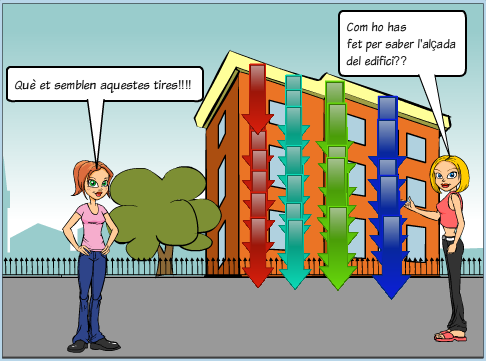 Què et semblen aquestes tires!!!!
Com ho has
fet per saber l'alçada
del edifici??